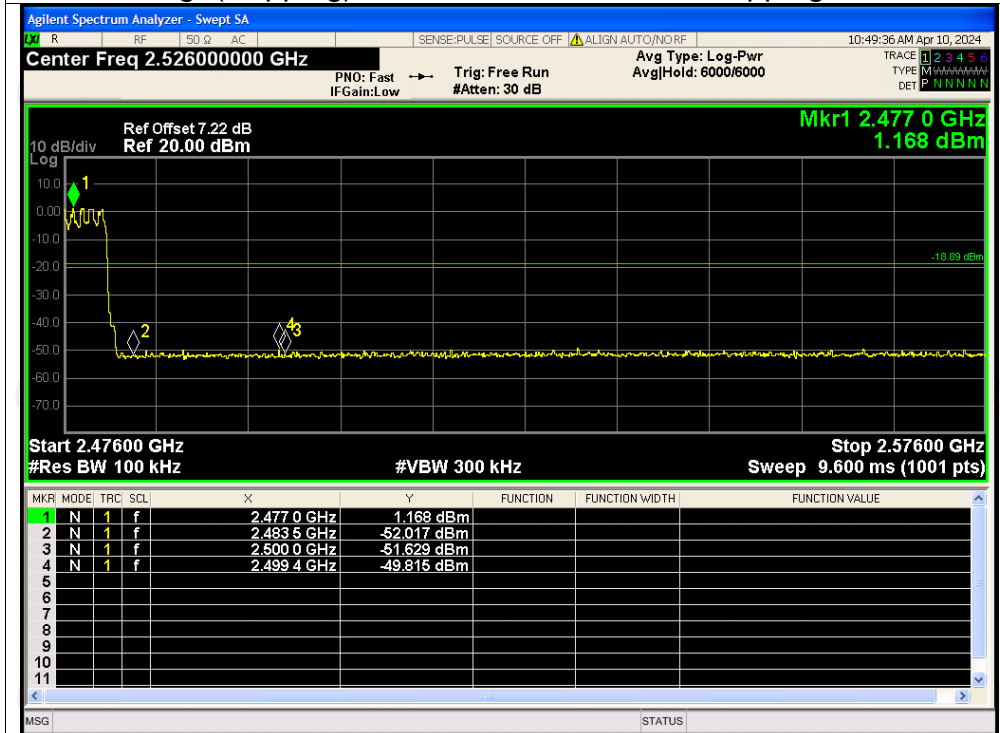 Agilent Spectrum Analyzer - Swept SA
LXI R RF 50 Ω AC SENSE:PULSE SOURCE OFF ALIGN AUTO/NO RF 10:49:36 AM Apr 10, 2024
Center Freq 2.526000000 GHz
PNO: Fast
IFGain:Low
Trig: Free Run
#Atten: 30 dB
Avg Type: Log-Pwr
Avg|Hold: 6000/6000
TRACE 1 2 3 4 5 6
TYPE M W W W W W
DET P N N N N N
Mkr1 2.477 0 GHz
1.168 dBm
Ref Offset 7.22 dB
10 dB/div Ref 20.00 dBm
Log
10.0
0.00
-10.0
-20.0
-30.0
-40.0
-50.0
-60.0
-70.0
1
2
4
3
-18.89 dBm
Start 2.47600 GHz Stop 2.57600 GHz
#Res BW 100 kHz #VBW 300 kHz Sweep 9.600 ms (1001 pts)
MKR MODE TRC SCL X Y FUNCTION FUNCTION WIDTH FUNCTION VALUE
1 N 1 f 2.477 0 GHz 1.168 dBm
2 N 1 f 2.483 5 GHz -52.017 dBm
3 N 1 f 2.500 0 GHz -51.629 dBm
4 N 1 f 2.499 4 GHz -49.815 dBm
5
6
7
8
9
10
11
MSG STATUS